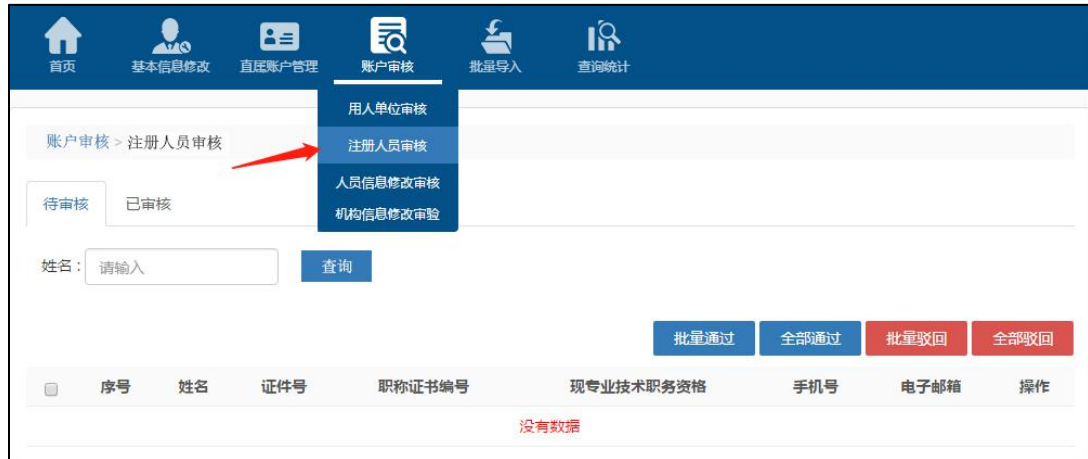 首页 基本信息修改 直属账户管理 账户审核 批量导入 查询统计
用人单位审核
账户审核 > 注册人员审核
注册人员审核
人员信息修改审核
机构信息修改审验
待审核 已审核
姓名： 请输入 查询
批量通过 全部通过 批量驳回 全部驳回
序号 姓名 证件号 职称证书编号 现专业技术职务资格 手机号 电子邮箱 操作
没有数据